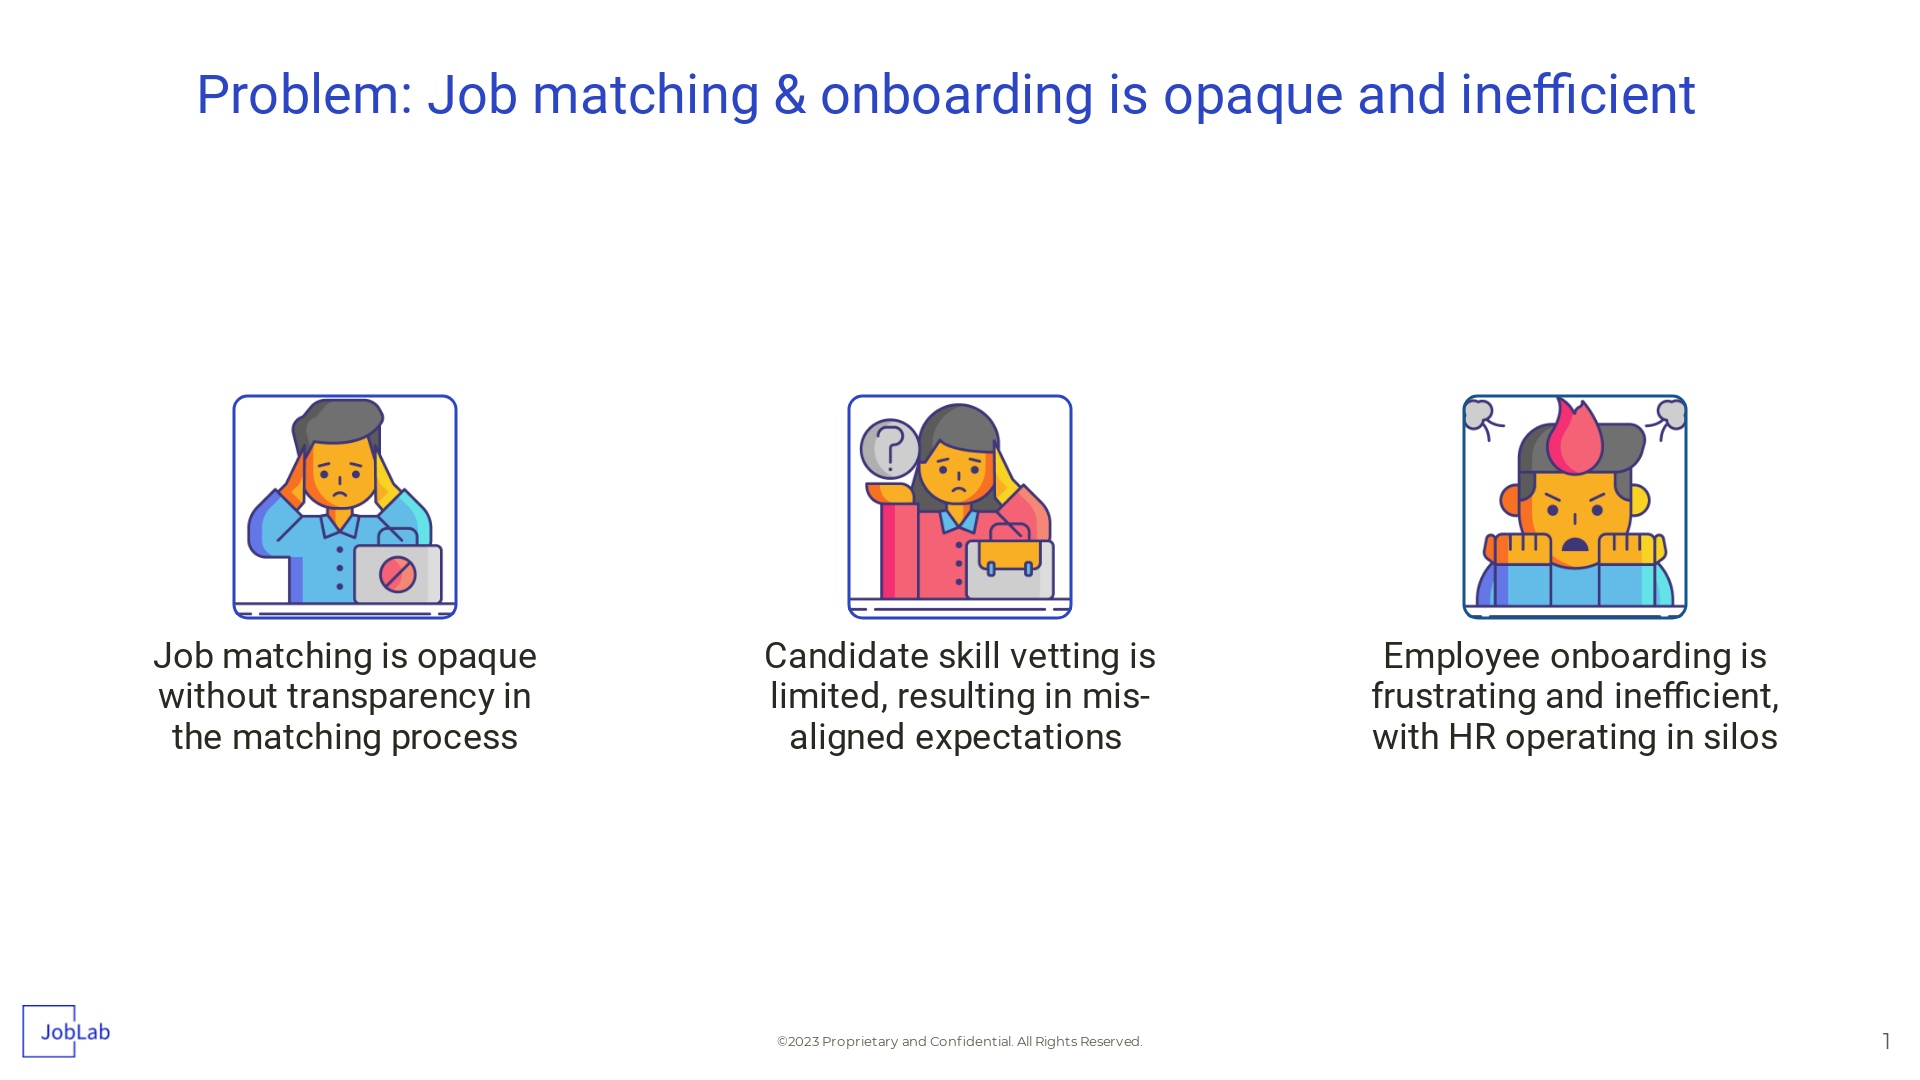 Problem: Job matching & onboarding is opaque and inefficient
Job matching is opaque
without transparency in
the matching process
Candidate skill vetting is
limited, resulting in mis-
aligned expectations
Employee onboarding is
frustrating and inefficient,
with HR operating in silos
JobLab
©2023 Proprietary and Confidential. All Rights Reserved.
1